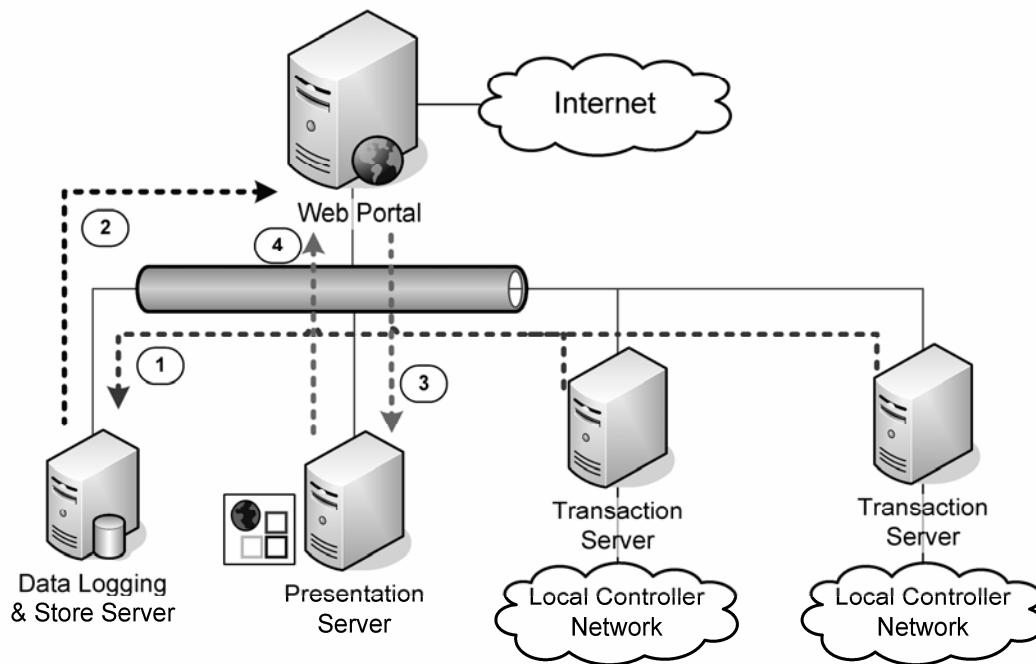 Internet
Web Portal
2
4
1
3
Transaction
Server
Transaction
Server
Data Logging
& Store Server
Presentation
Server
Local Controller
Network
Local Controller
Network